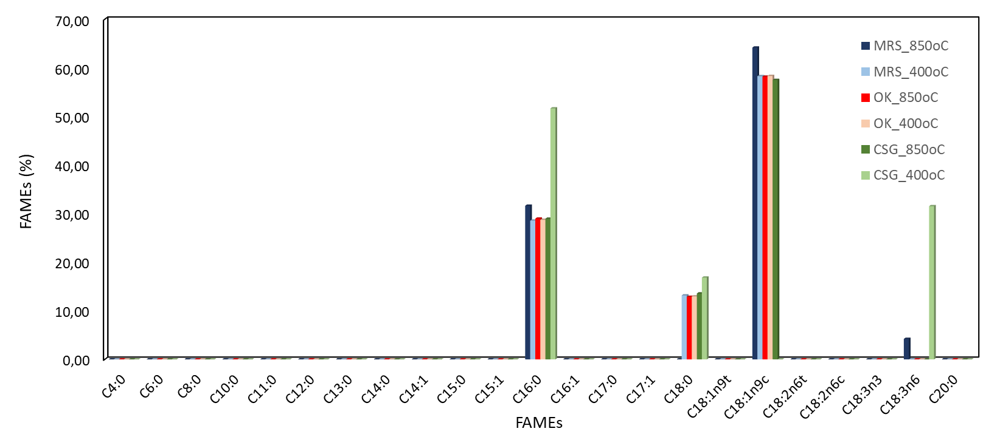 70,00
60,00
50,00
40,00
30,00
20,00
10,00
0,00
FAMEs (%)
MRS_850oC
MRS_400oC
OK_850oC
OK_400oC
CSG_850oC
CSG_400oC
C4:0
C6:0
C8:0
C10:0
C11:0
C12:0
C13:0
C14:0
C14:1
C15:0
C15:1
C16:0
C16:1
C17:0
C17:1
C18:0
C18:1n9t
C18:1n9c
C18:2n6t
C18:2n6c
C18:3n3
C18:3n6
C20:0
FAMEs